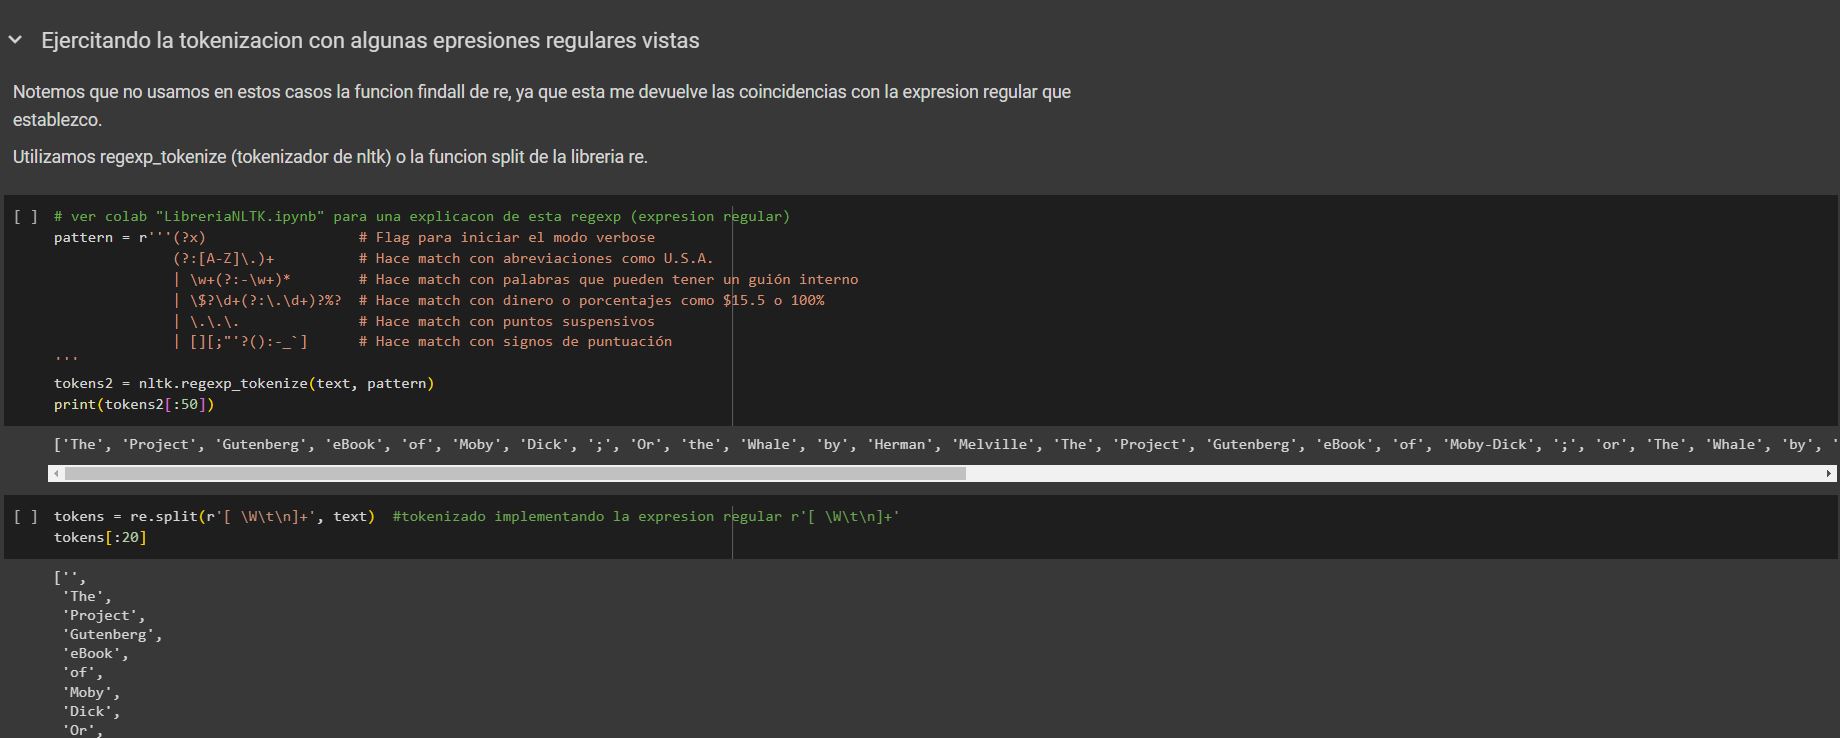 Ejercitando la tokenizacion con algunas epresiones regulares vistas
Notemos que no usamos en estos casos la funcion findall de re, ya que esta me devuelve las coincidencias con la expresion regular que
establezco.
Utilizamos regexp_tokenize (tokenizador de nltk) o la funcion split de la libreria re.
[ ] # ver colab "LibreriaNLTK.ipynb" para una explicacon de esta regexp (expresion regular)
pattern = r'''(?x)                  # Flag para iniciar el modo verbose
              (?:[A-Z]\.)+          # Hace match con abreviaciones como U.S.A.
              | \w+(?:-\w+)*        # Hace match con palabras que pueden tener un guión interno
              | \$?\d+(?:\.\d+)?%?  # Hace match con dinero o porcentajes como $15.5 o 100%
              | \.\.\.              # Hace match con puntos suspensivos
              | [][;"'?():-_`]      # Hace match con signos de puntuación
'''
tokens2 = nltk.regexp_tokenize(text, pattern)
print(tokens2[:50])
['The', 'Project', 'Gutenberg', 'eBook', 'of', 'Moby', 'Dick', ';', 'Or', 'the', 'Whale', 'by', 'Herman', 'Melville', 'The', 'Project', 'Gutenberg', 'eBook', 'of', 'Moby-Dick', ';', 'or', 'The', 'Whale', 'by', '
[ ] tokens = re.split(r'[ \W\t\n]+', text)  #tokenizado implementando la expresion regular r'[ \W\t\n]+'
tokens[:20]
['',
 'The',
 'Project',
 'Gutenberg',
 'eBook',
 'of',
 'Moby',
 'Dick',
 'Or',